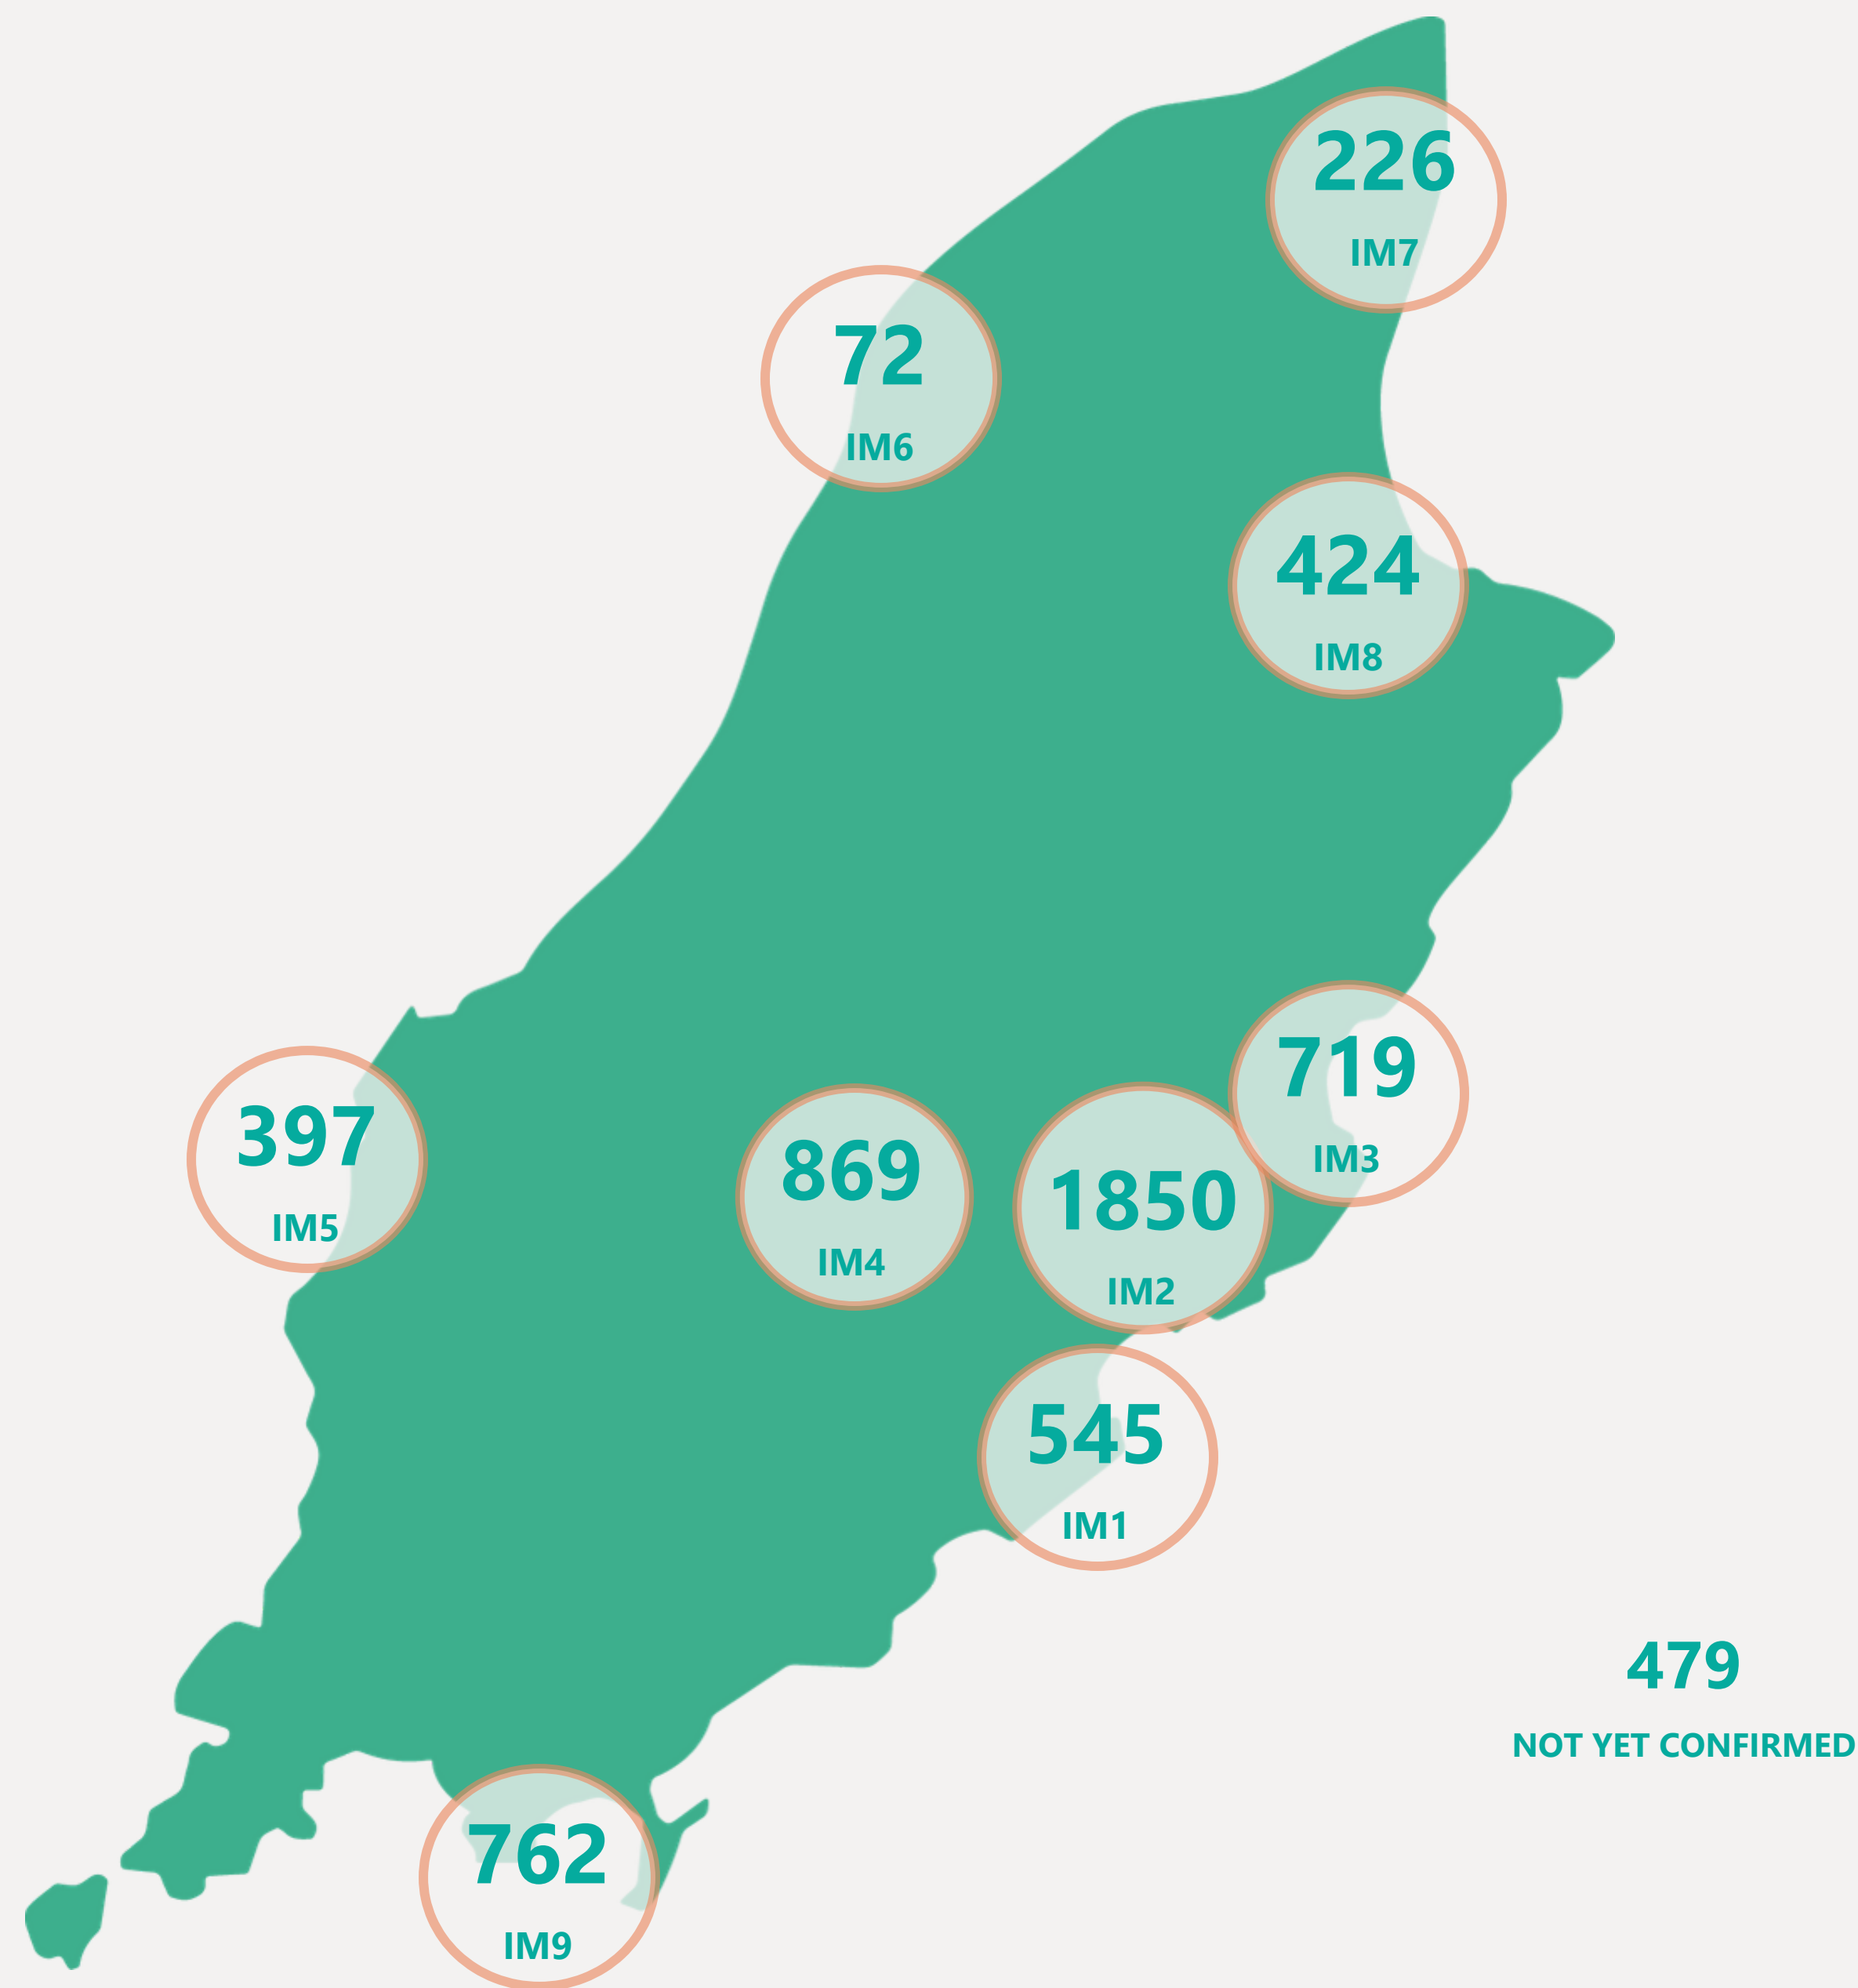 226
IM7
72
IM6
424
IM8
719
IM3
397
IM5
869
IM4
1850
IM2
545
IM1
479
NOT YET CONFIRMED
762
IM9